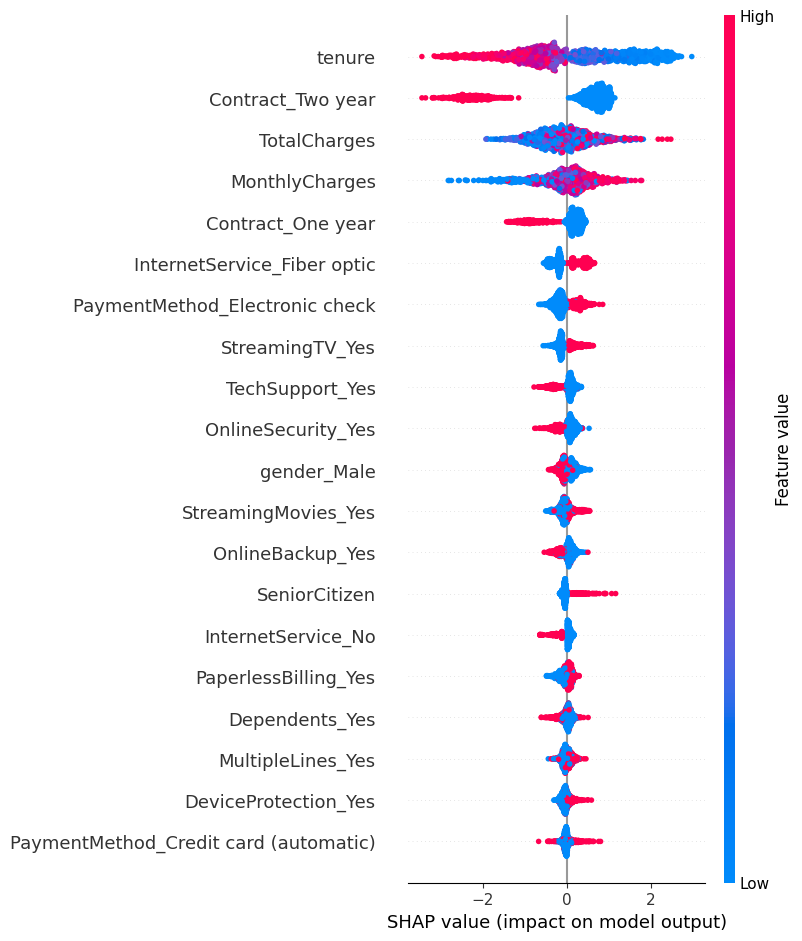 High
tenure
Contract_Two year
TotalCharges
MonthlyCharges
Contract_One year
InternetService_Fiber optic
PaymentMethod_Electronic check
StreamingTV_Yes
TechSupport_Yes
OnlineSecurity_Yes
gender_Male
StreamingMovies_Yes
OnlineBackup_Yes
SeniorCitizen
InternetService_No
PaperlessBilling_Yes
Dependents_Yes
MultipleLines_Yes
DeviceProtection_Yes
PaymentMethod_Credit card (automatic)
Feature value
Low
−2 0 2
SHAP value (impact on model output)